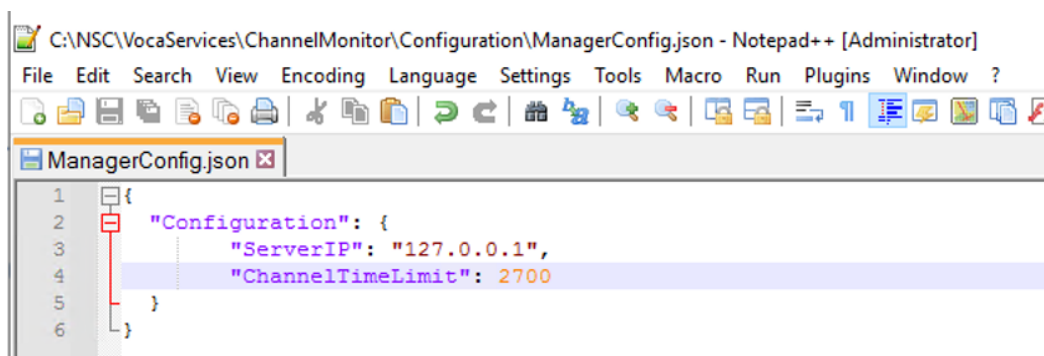 C:\NSC\VocaServices\ChannelMonitor\Configuration\ManagerConfig.json - Notepad++ [Administrator]
File Edit Search View Encoding Language Settings Tools Macro Run Plugins Window ?
ManagerConfig.json
1 {
2 "Configuration": {
3 "ServerIP": "127.0.0.1",
4 "ChannelTimeLimit": 2700
5 }
6 }